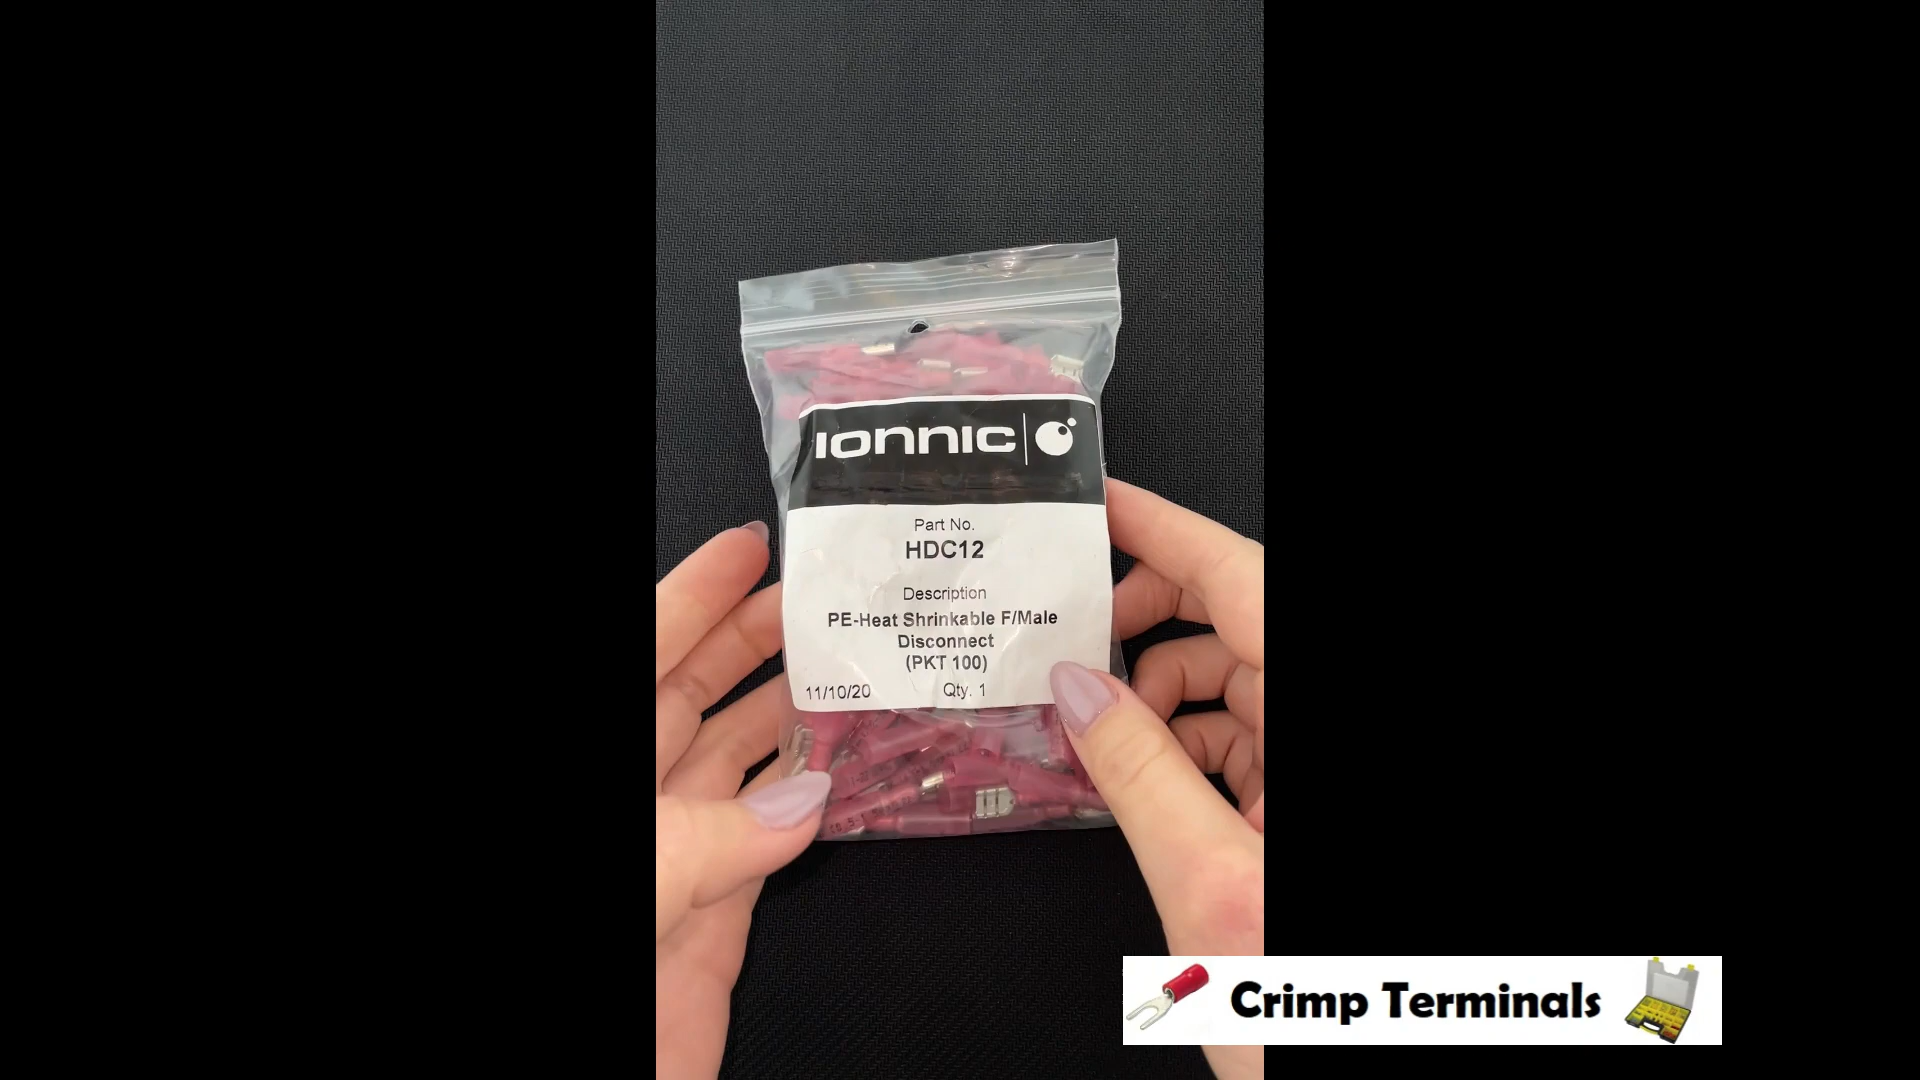 IONNIC
Part No.
HDC12
Description
PE-Heat Shrinkable F/Male
Disconnect
(PKT 100)
11/10/20 Qty. 1
Crimp Terminals